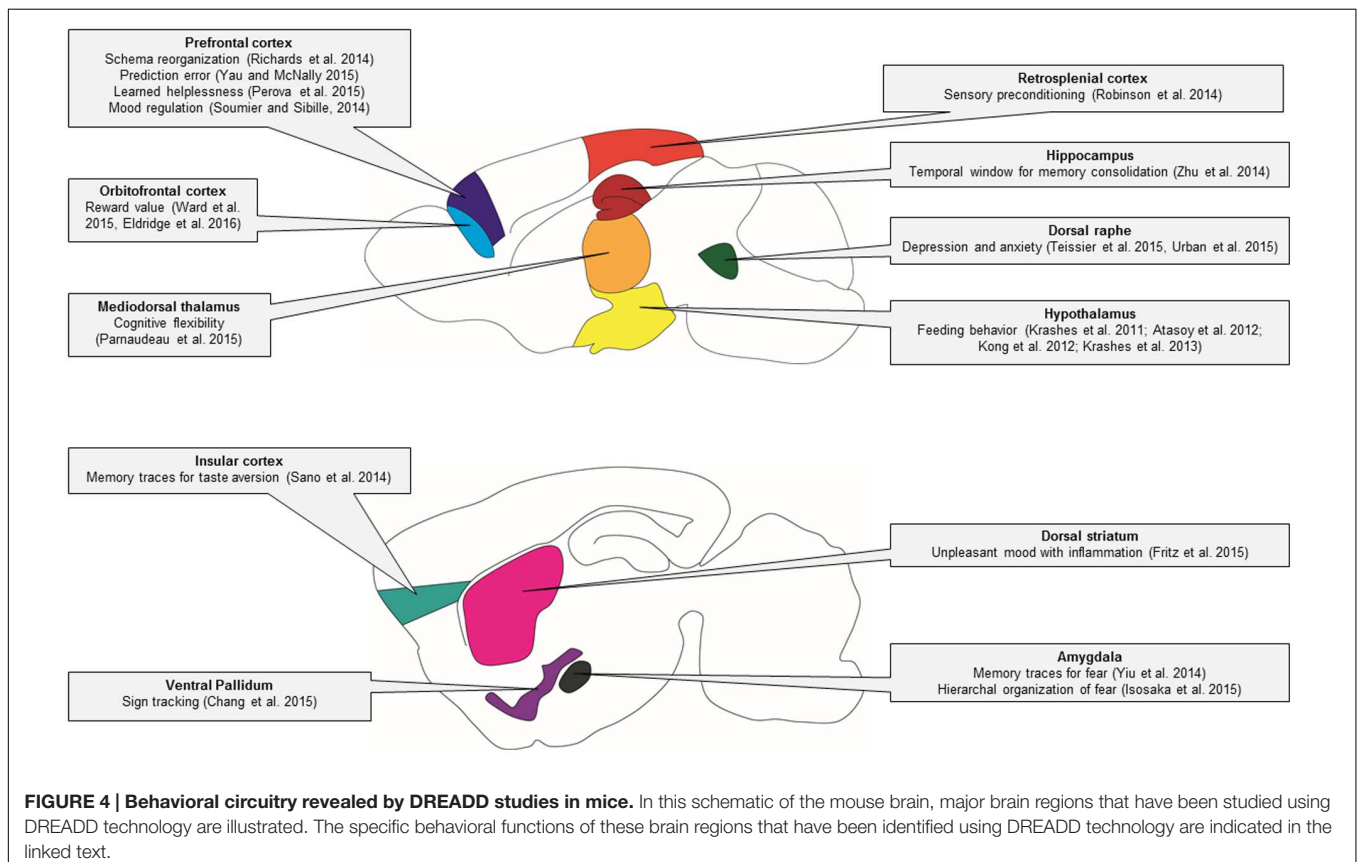 Prefrontal cortex
Schema reorganization (Richards et al. 2014)
Prediction error (Yau and McNally 2015)
Learned helplessness (Perova et al. 2015)
Mood regulation (Soumier and Sibille, 2014)
Retrosplenial cortex
Sensory preconditioning (Robinson et al. 2014)
Hippocampus
Temporal window for memory consolidation (Zhu et al. 2014)
Orbitofrontal cortex
Reward value (Ward et al.
2015, Eldridge et al. 2016)
Dorsal raphe
Depression and anxiety (Teissier et al. 2015, Urban et al. 2015)
Mediodorsal thalamus
Cognitive flexibility
(Parnaudeau et al. 2015)
Hypothalamus
Feeding behavior (Krashes et al. 2011; Atasoy et al. 2012;
Kong et al. 2012; Krashes et al. 2013)
Insular cortex
Memory traces for taste aversion (Sano et al. 2014)
Dorsal striatum
Unpleasant mood with inflammation (Fritz et al. 2015)
Ventral Pallidum
Sign tracking (Chang et al. 2015)
Amygdala
Memory traces for fear (Yiu et al. 2014)
Hierarchal organization of fear (Isosaka et al. 2015)
FIGURE 4 | Behavioral circuitry revealed by DREADD studies in mice. In this schematic of the mouse brain, major brain regions that have been studied using
DREADD technology are illustrated. The specific behavioral functions of these brain regions that have been identified using DREADD technology are indicated in the
linked text.